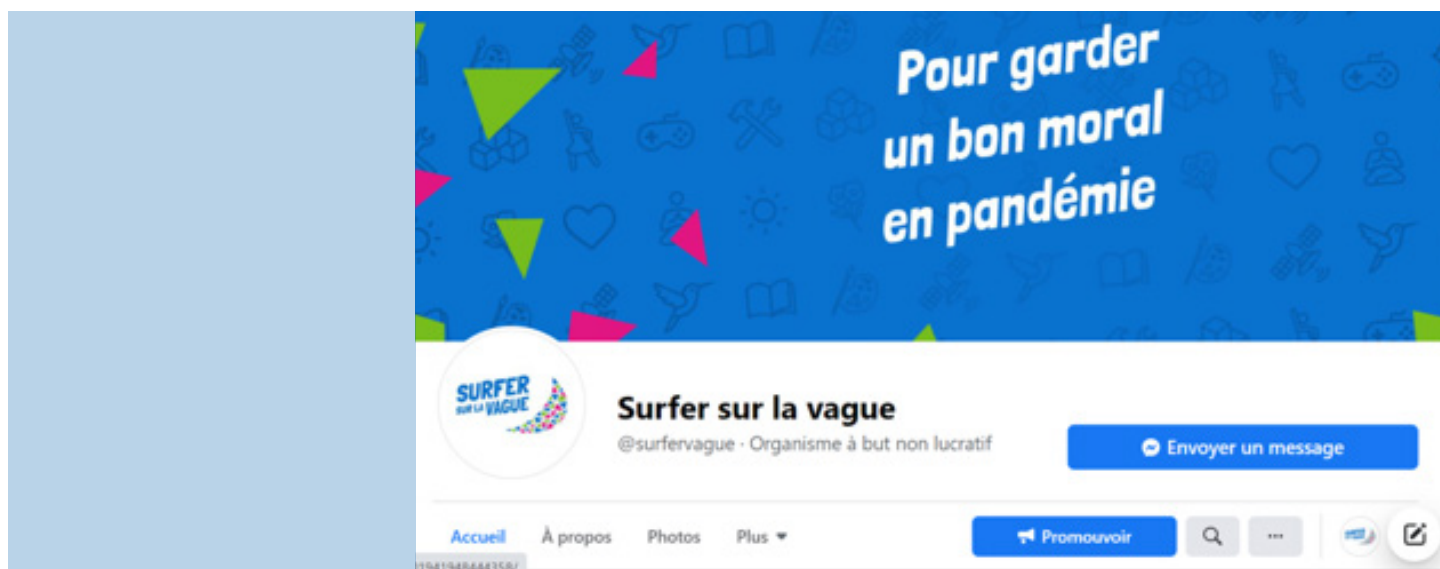 Pour garder
un bon moral
en pandémie
SURFER
SUR LA VAGUE
Surfer sur la vague
@surfervague · Organisme à but non lucratif
Envoyer un message
Accueil À propos Photos Plus
Promouvoir